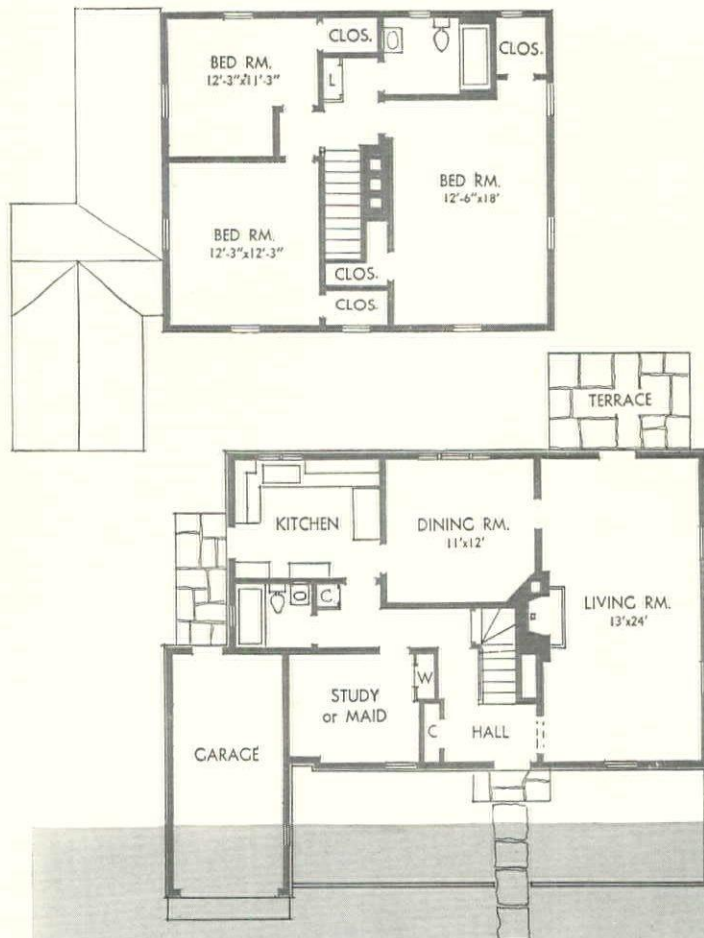 CLOS.
CLOS.
BED RM.
12'-3"x11'-3"
L
BED RM.
12'-6"x18'
BED RM.
12'-3"x12'-3"
CLOS.
CLOS.
TERRACE
KITCHEN
DINING RM.
11'x12'
C.
LIVING RM.
13'x24'
W
STUDY
or MAID
C
HALL
GARAGE